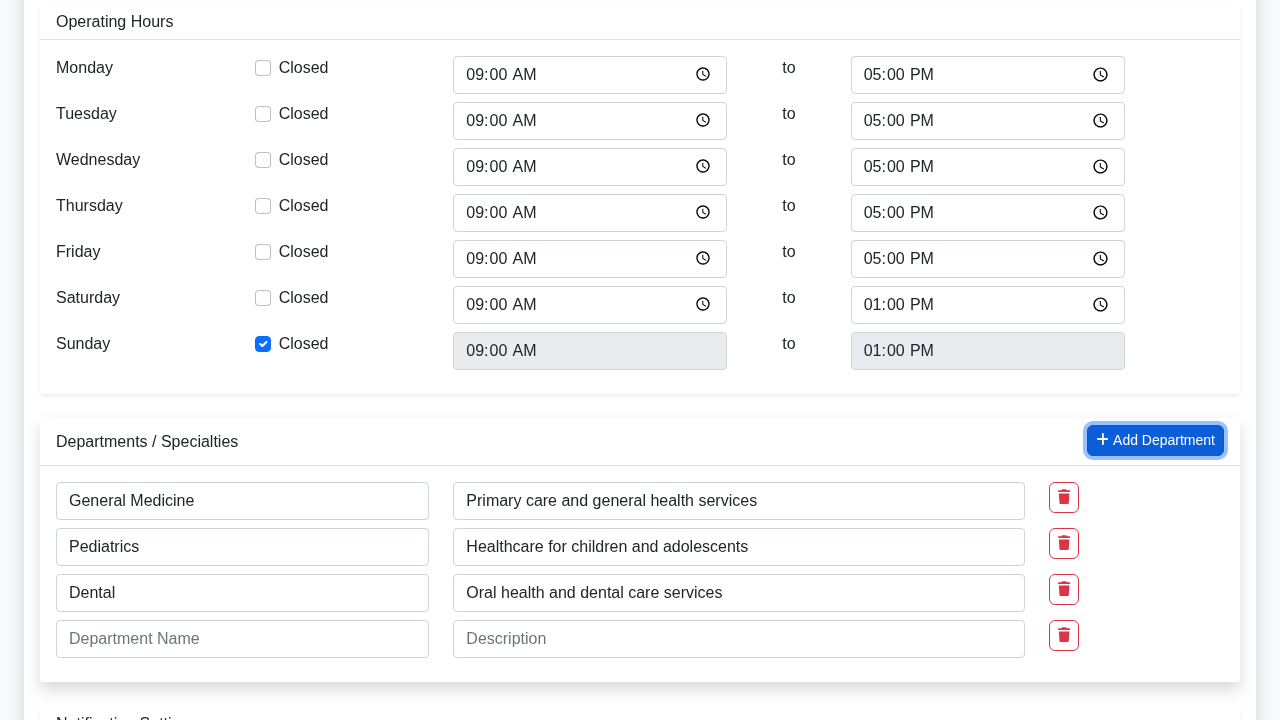 Operating Hours
Monday Closed 09:00 AM to 05:00 PM
Tuesday Closed 09:00 AM to 05:00 PM
Wednesday Closed 09:00 AM to 05:00 PM
Thursday Closed 09:00 AM to 05:00 PM
Friday Closed 09:00 AM to 05:00 PM
Saturday Closed 09:00 AM to 01:00 PM
Sunday Closed 09:00 AM to 01:00 PM
Departments / Specialties + Add Department
General Medicine Primary care and general health services
Pediatrics Healthcare for children and adolescents
Dental Oral health and dental care services
Department Name Description